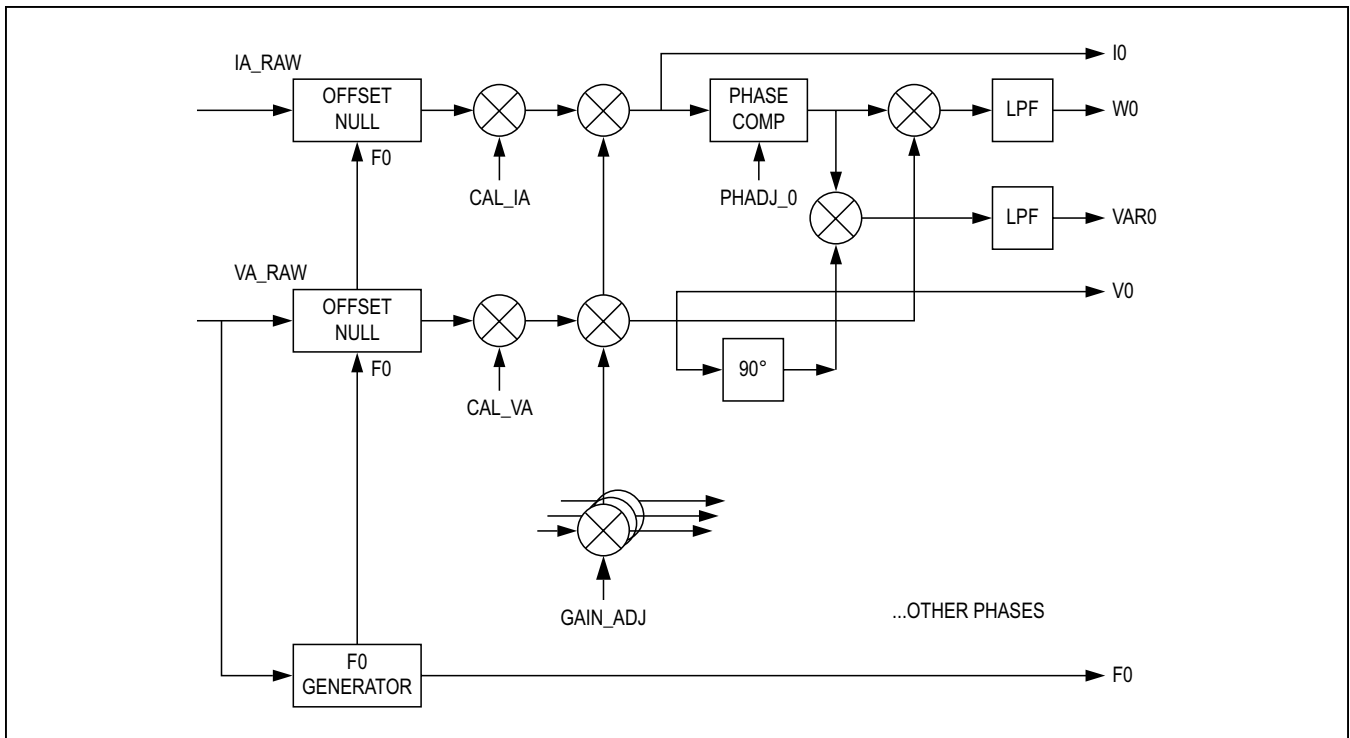 IA_RAW
OFFSET
NULL
F0
CAL_IA
PHASE
COMP
PHADJ_0
LPF
I0
W0
LPF
VAR0
VA_RAW
OFFSET
NULL
F0
CAL_VA
90°
V0
GAIN_ADJ
...OTHER PHASES
F0
GENERATOR
F0